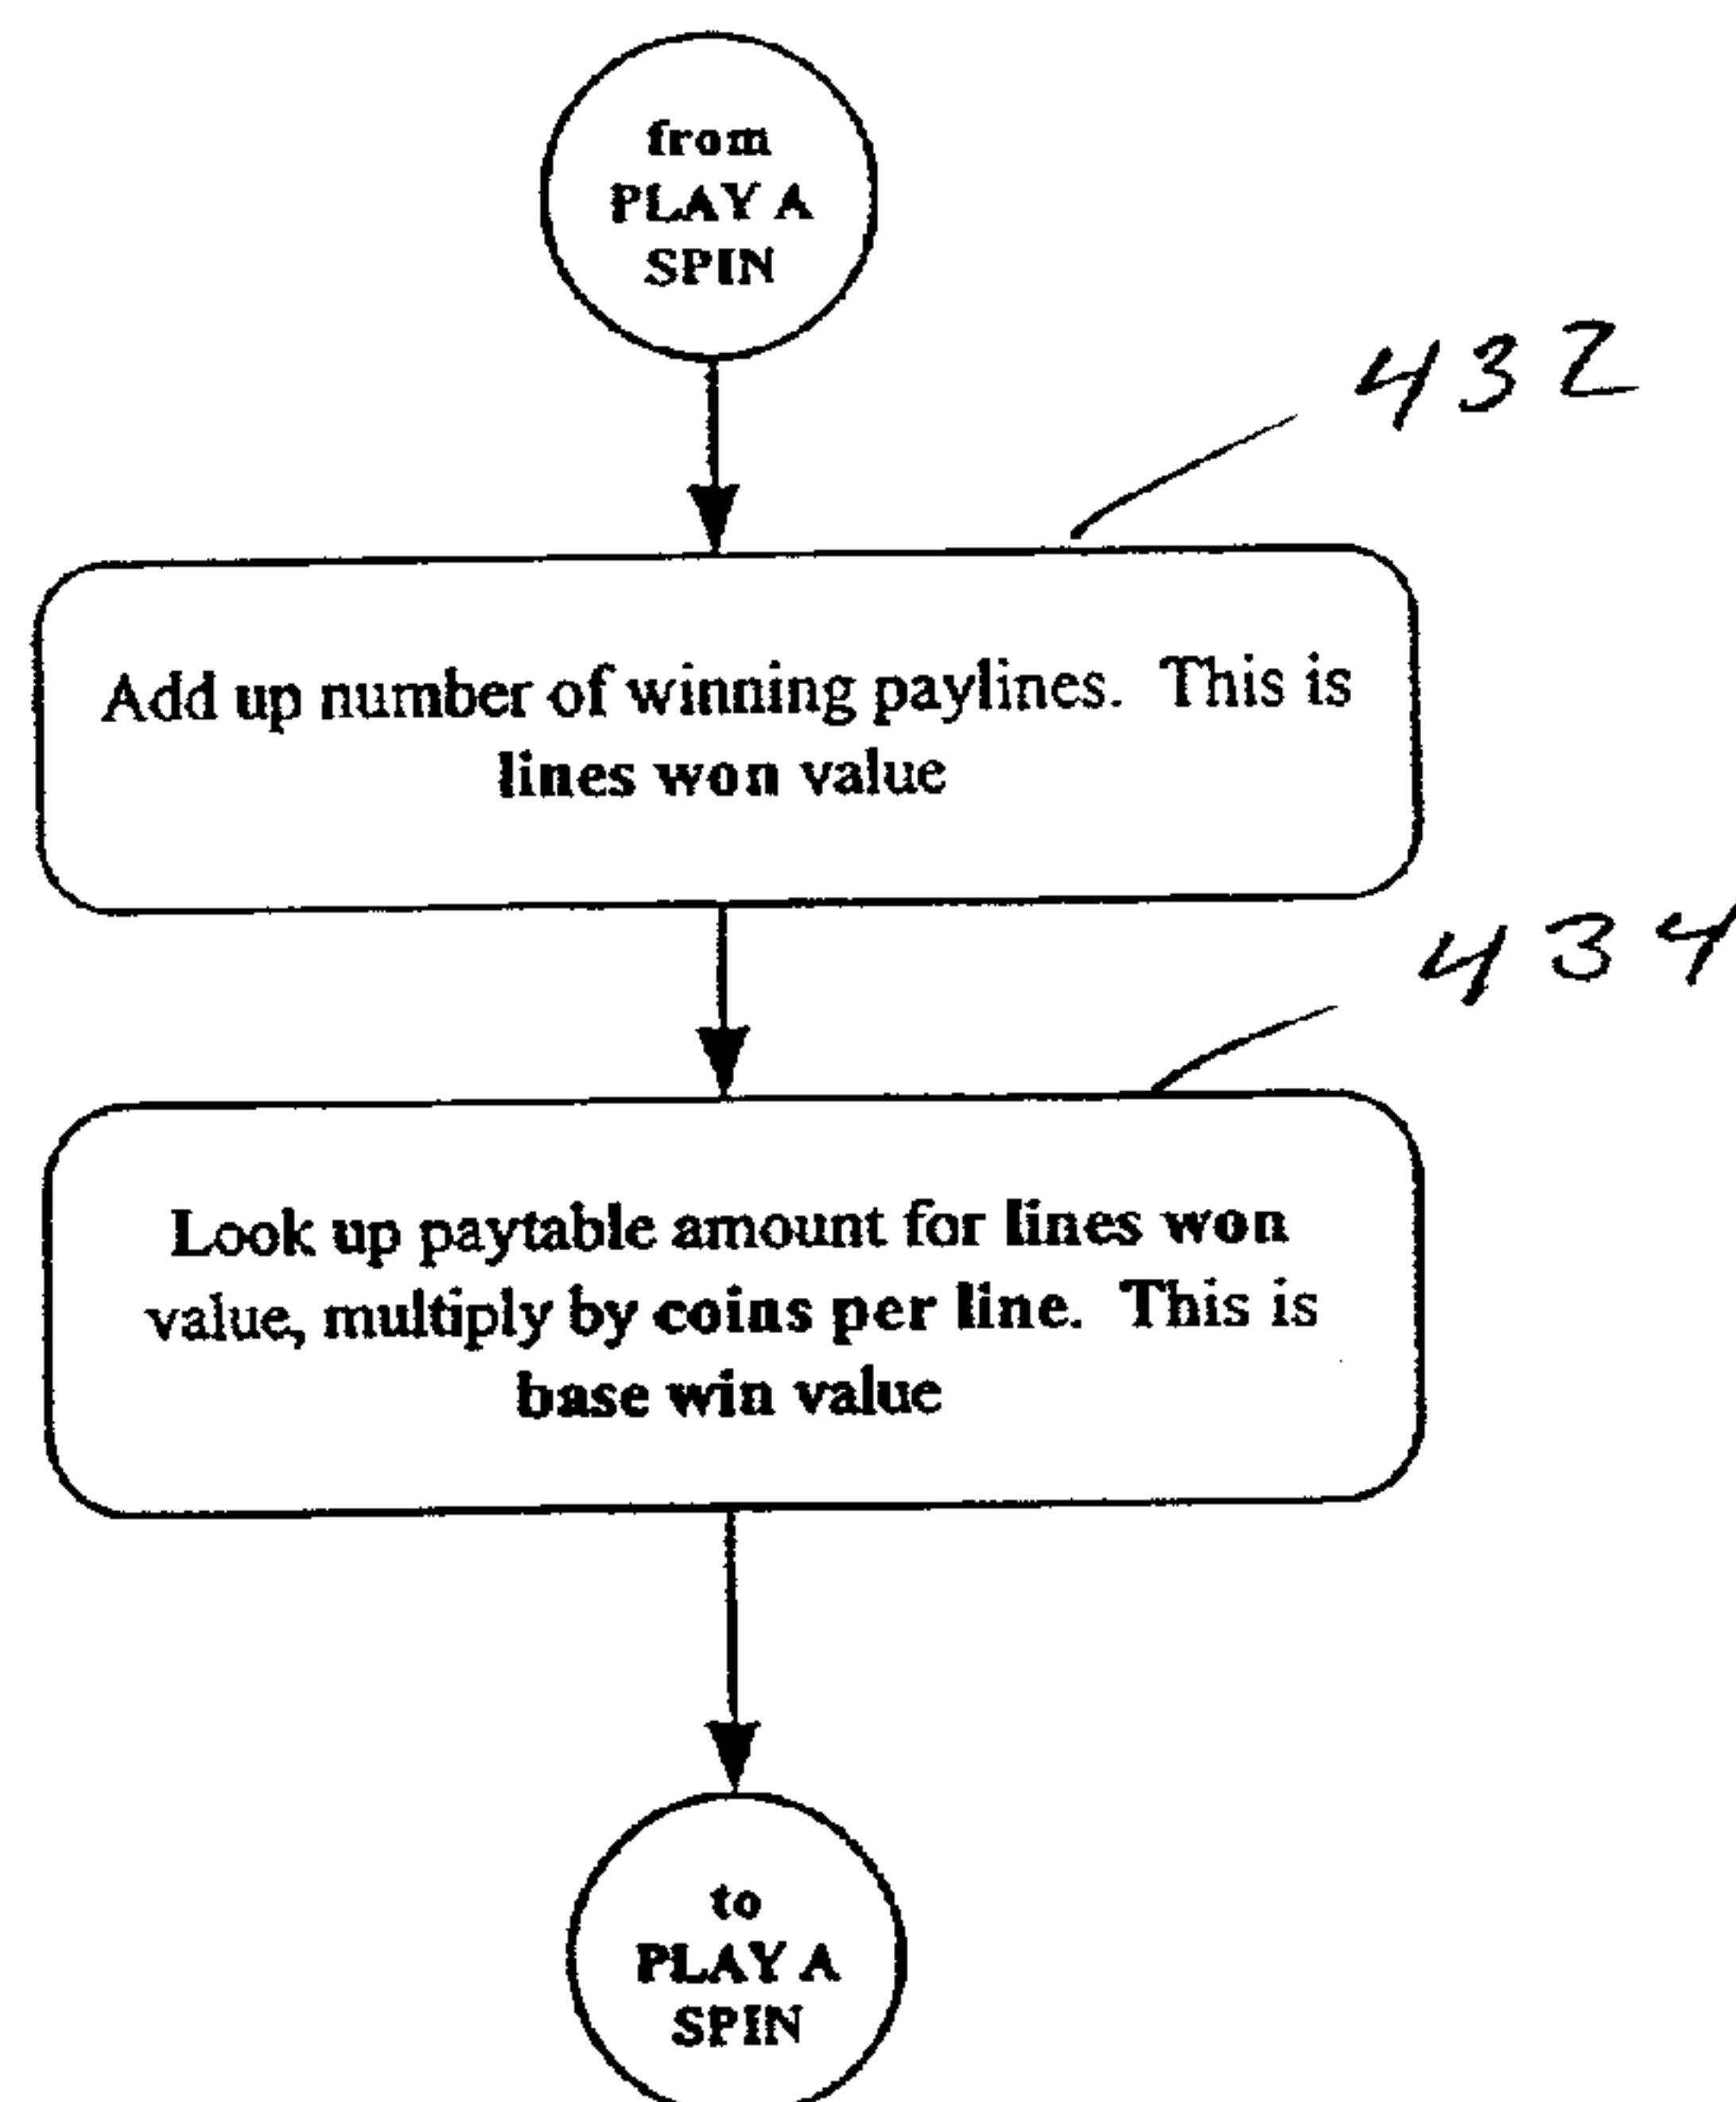 from
PLAY A
SPIN
432
Add up number of winning paylines. This is
lines won value
434
Look up paytable amount for lines won
value, multiply by coins per line. This is
base win value
to
PLAY A
SPIN